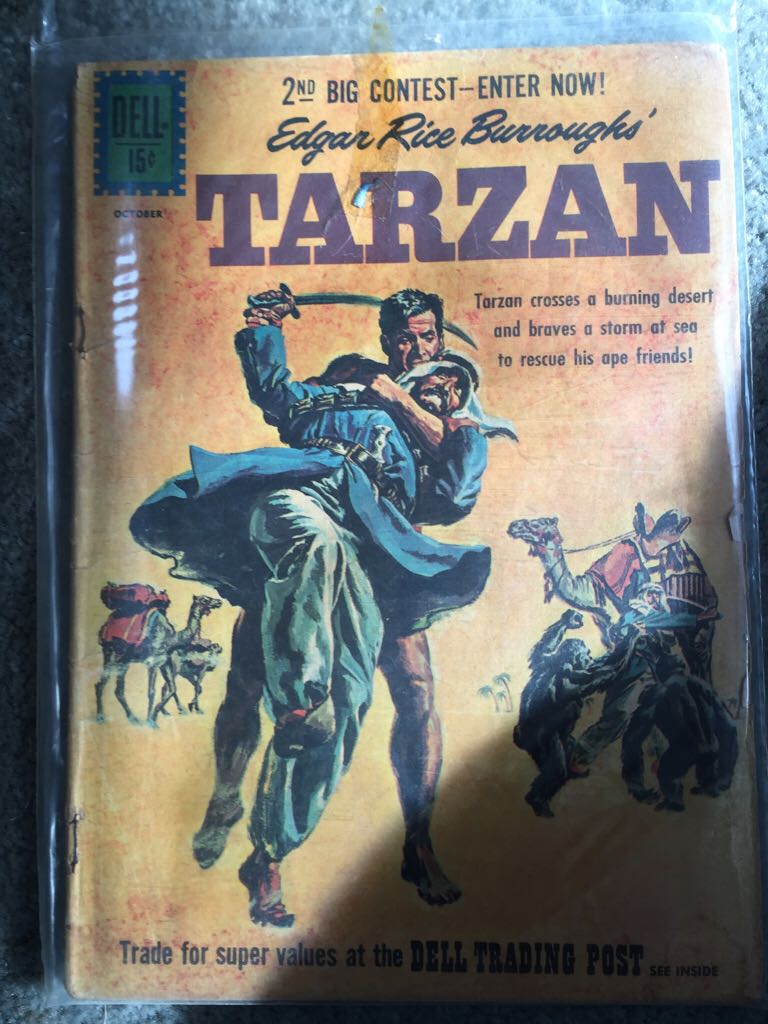 2ND BIG CONTEST—ENTER NOW!
DELL
15¢
OCTOBER
Edgar Rice Burroughs'
TARZAN
Tarzan crosses a burning desert
and braves a storm at sea
to rescue his ape friends!
Trade for super values at the DELL TRADING POST SEE INSIDE